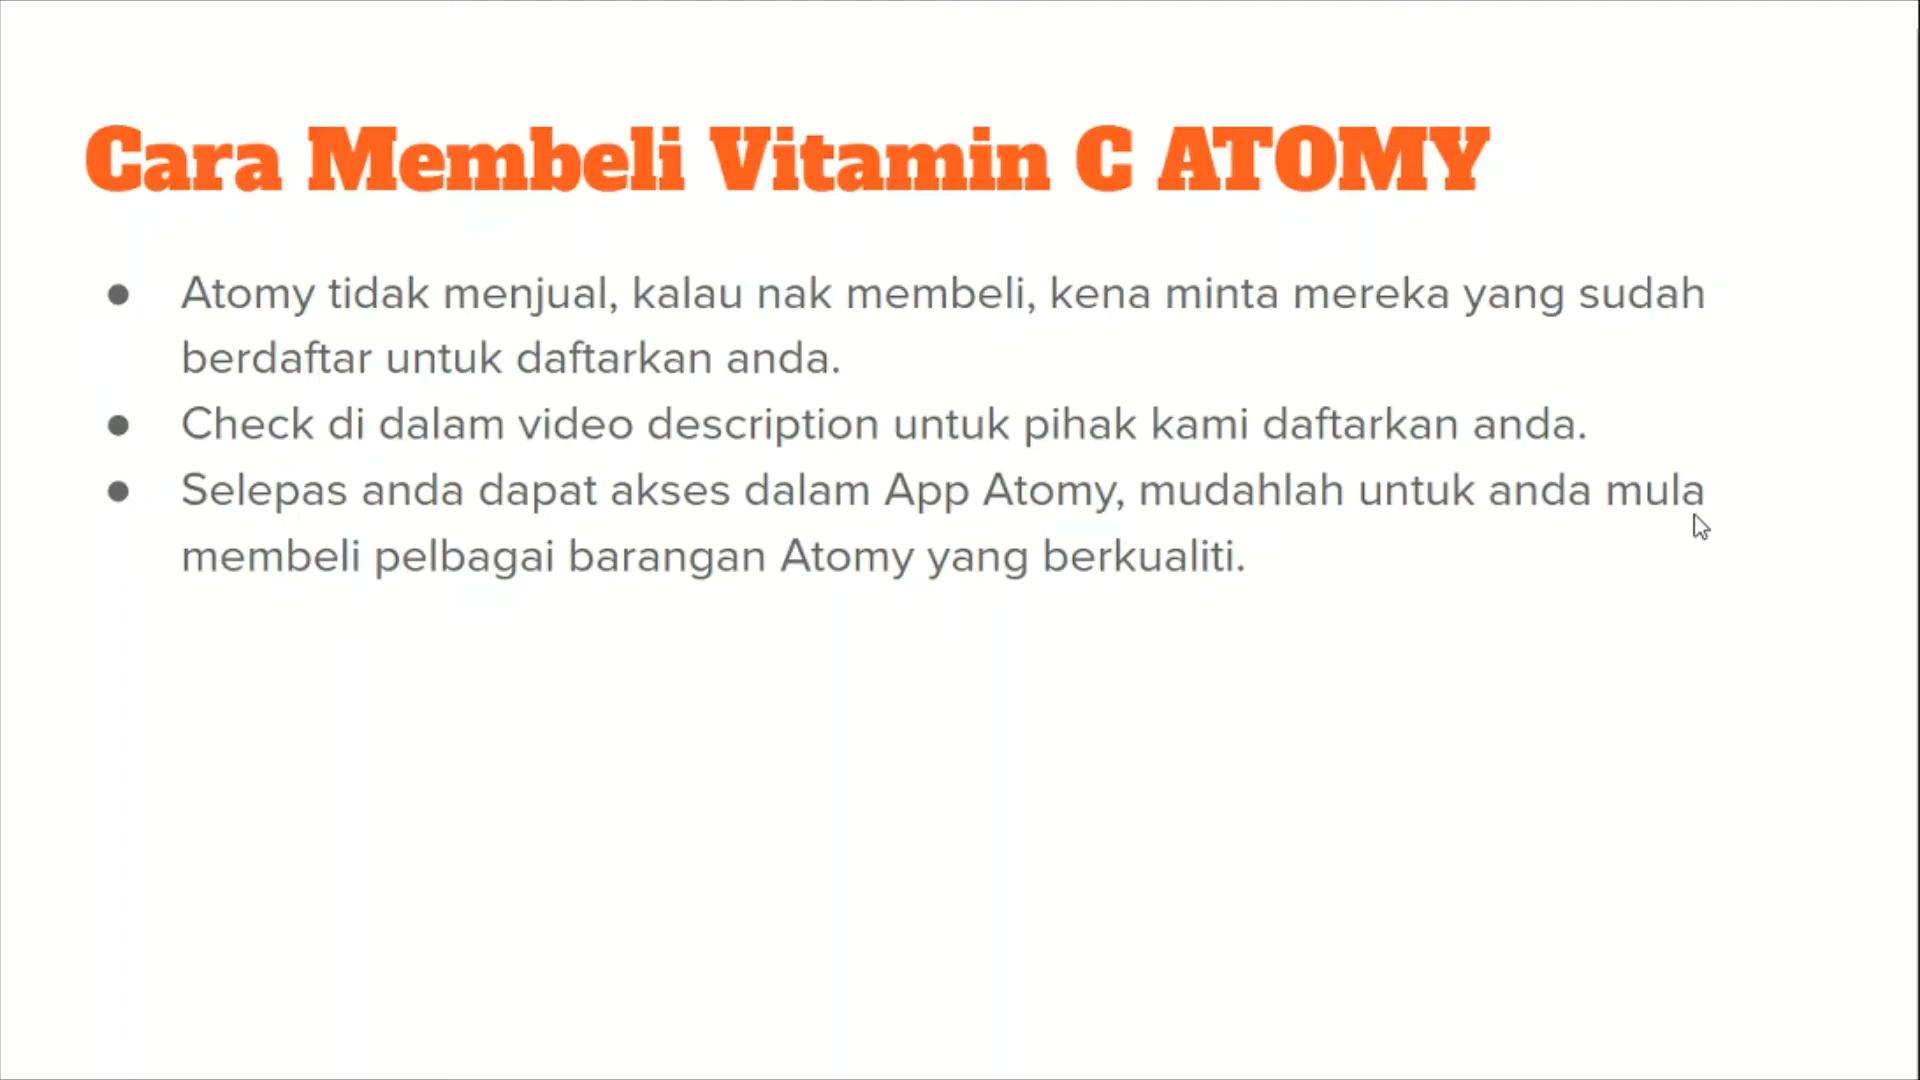 Cara Membeli Vitamin C ATOMY
● Atomy tidak menjual, kalau nak membeli, kena minta mereka yang sudah
berdaftar untuk daftarkan anda.
● Check di dalam video description untuk pihak kami daftarkan anda.
● Selepas anda dapat akses dalam App Atomy, mudahlah untuk anda mula
membeli pelbagai barangan Atomy yang berkualiti.